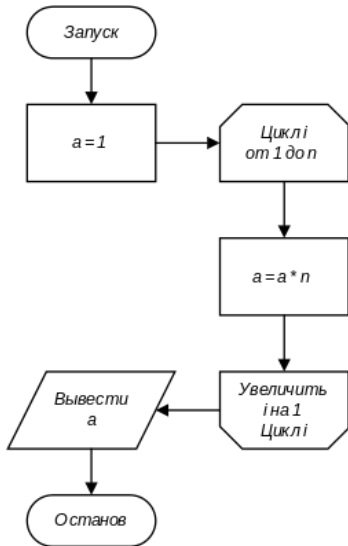 Запуск
a = 1
Цикл i
от 1 до n
a = a * n
Увеличить
i на 1
Цикл i
Вывести
a
Останов